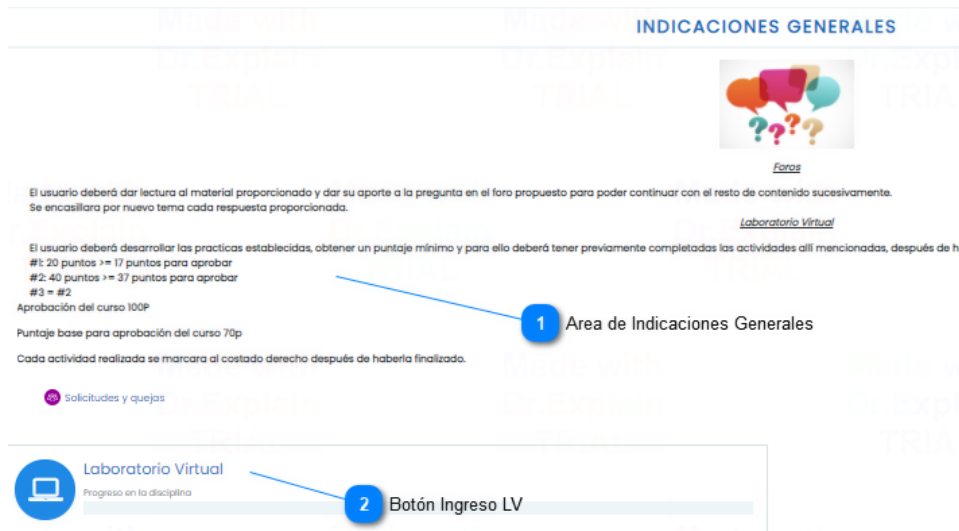 INDICACIONES GENERALES
Foros
El usuario deberá dar lectura al material proporcionado y dar su aporte a la pregunta en el foro propuesto para poder continuar con el resto de contenido sucesivamente.
Se encasillara por nuevo tema cada respuesta proporcionada.
Laboratorio Virtual
El usuario deberá desarrollar las practicas establecidas, obtener un puntaje mínimo y para ello deberá tener previamente completadas las actividades allí mencionadas, después de h
#1: 20 puntos >= 17 puntos para aprobar
#2: 40 puntos >= 37 puntos para aprobar
#3 = #2
Aprobación del curso 100P
1 Area de Indicaciones Generales
Puntaje base para aprobación del curso 70p
Cada actividad realizada se marcara al costado derecho después de haberla finalizado.
Solicitudes y quejas
Laboratorio Virtual
Progreso en la disciplina
2 Botón Ingreso LV
Made with
Dr.Explain
TRIAL